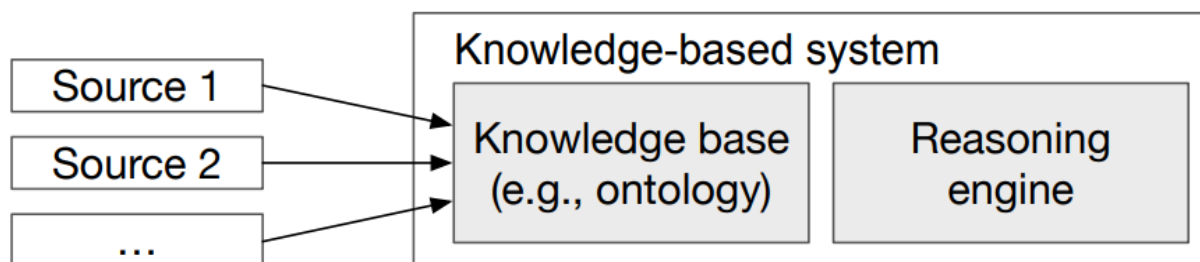 Knowledge-based system
Source 1
Source 2
...
Knowledge base
(e.g., ontology)
Reasoning
engine